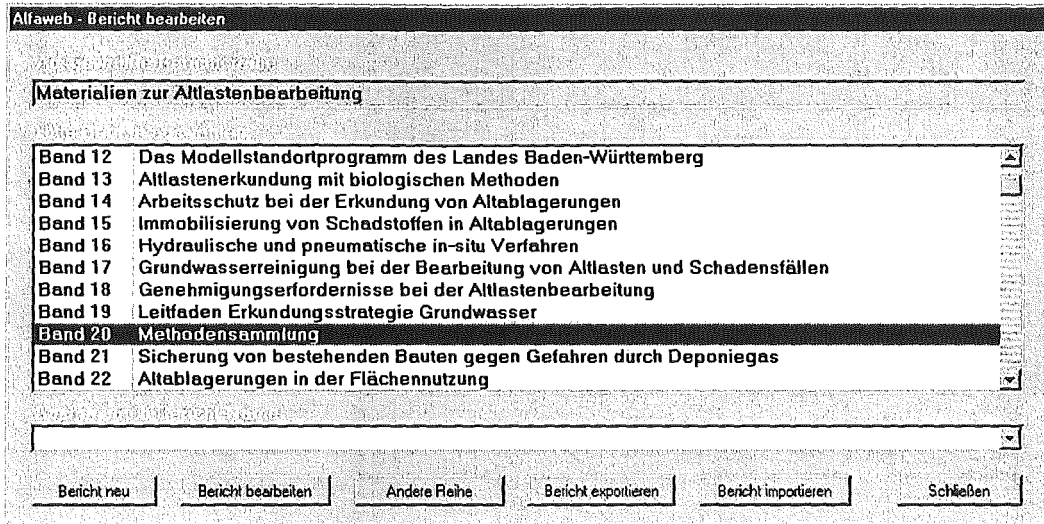 Alfaweb - Bericht bearbeiten
Materialien zur Altlastenbearbeitung
Band 12 Das Modellstandortprogramm des Landes Baden-Württemberg
Band 13 Altlastenerkundung mit biologischen Methoden
Band 14 Arbeitsschutz bei der Erkundung von Altablagerungen
Band 15 Immobilisierung von Schadstoffen in Altablagerungen
Band 16 Hydraulische und pneumatische in-situ Verfahren
Band 17 Grundwasserreinigung bei der Bearbeitung von Altlasten und Schadensfällen
Band 18 Genehmigungserfordernisse bei der Altlastenbearbeitung
Band 19 Leitfaden Erkundungsstrategie Grundwasser
Band 20 Methodensammlung
Band 21 Sicherung von bestehenden Bauten gegen Gefahren durch Deponiegas
Band 22 Altablagerungen in der Flächennutzung
Bericht neu Bericht bearbeiten Andere Reihe Bericht exportieren Bericht importieren Schließen